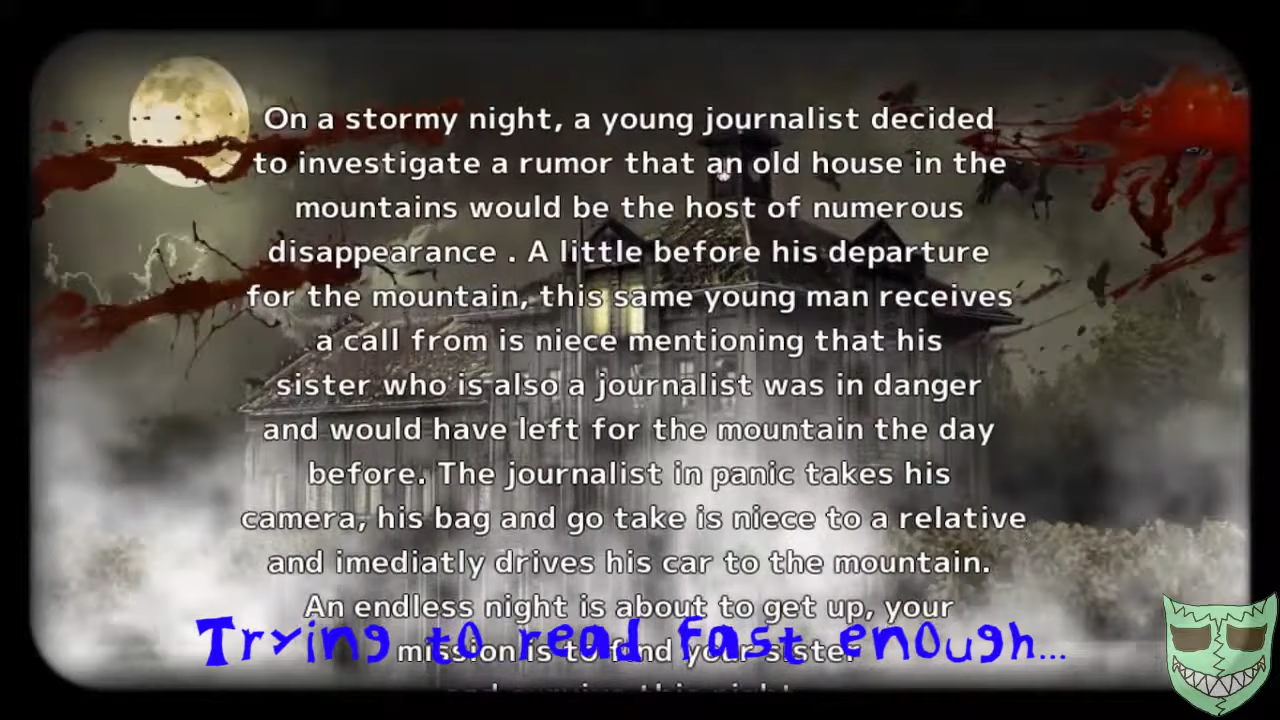 On a stormy night, a young journalist decided
to investigate a rumor that an old house in the
mountains would be the host of numerous
disappearance . A little before his departure
for the mountain, this same young man receives
a call from is niece mentioning that his
sister who is also a journalist was in danger
and would have left for the mountain the day
before. The journalist in panic takes his
camera, his bag and go take is niece to a relative
and imediatly drives his car to the mountain.
An endless night is about to get up, your
mission is to find your sister
and survive this night
Trying to read fast enough...